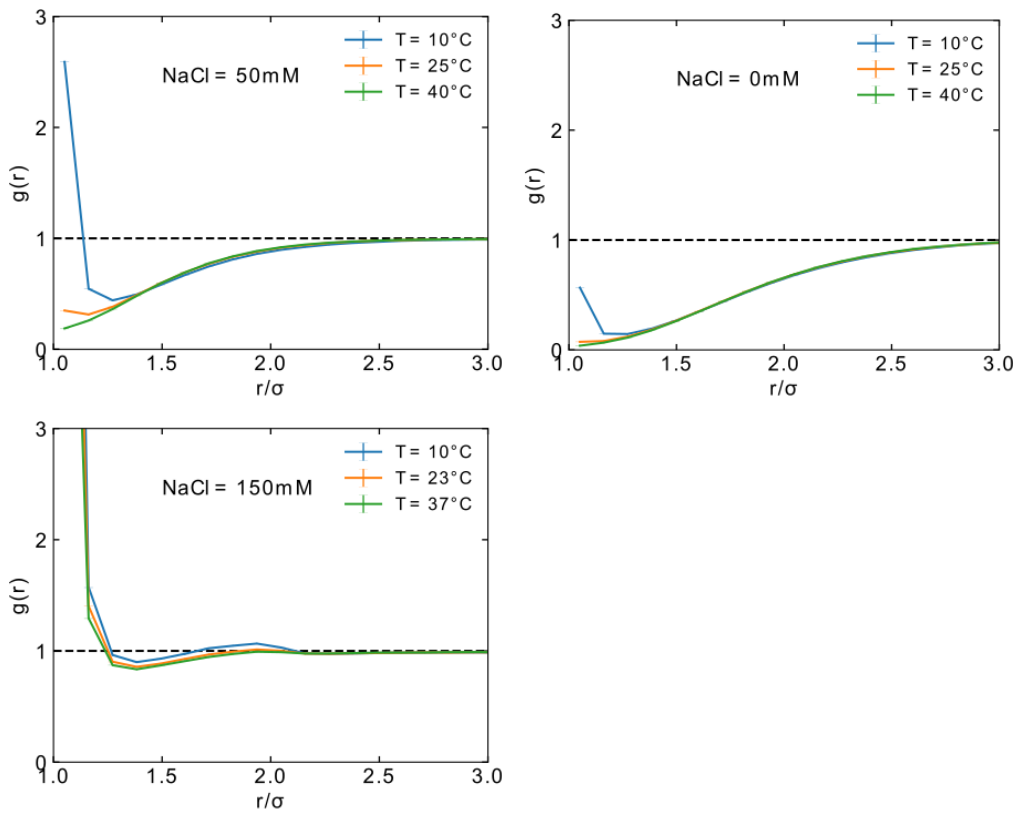 3
T= 10°C
T= 25°C
NaCl= 50mM
T= 40°C
2
g(r)
1
0
1.0 1.5 2.0 2.5 3.0
r/σ
3
T= 10°C
T= 25°C
NaCl= 0mM
T= 40°C
2
g(r)
1
0
1.0 1.5 2.0 2.5 3.0
r/σ
3
T= 10°C
T= 23°C
NaCl= 150mM
T= 37°C
2
g(r)
1
0
1.0 1.5 2.0 2.5 3.0
r/σ